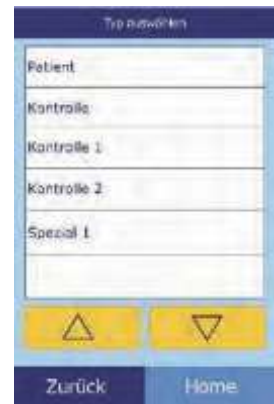 Typ auswählen
Patient
Kontrolle
Kontrolle 1
Kontrolle 2
Spezial 1
Zurück Home